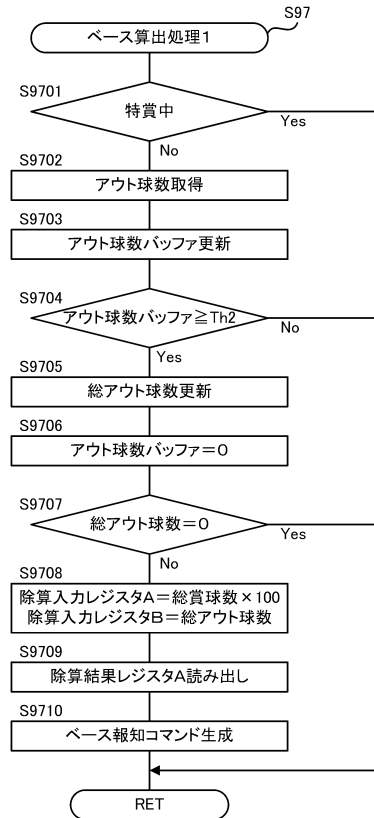 S97
ベース算出処理1
S9701
特賞中
Yes
No
S9702
アウト球数取得
S9703
アウト球数バッファ更新
S9704
アウト球数バッファ≧Th2
No
Yes
S9705
総アウト球数更新
S9706
アウト球数バッファ=0
S9707
総アウト球数=0
Yes
No
S9708
除算入力レジスタA=総賞球数×100
除算入力レジスタB=総アウト球数
S9709
除算結果レジスタA読み出し
S9710
ベース報知コマンド生成
RET